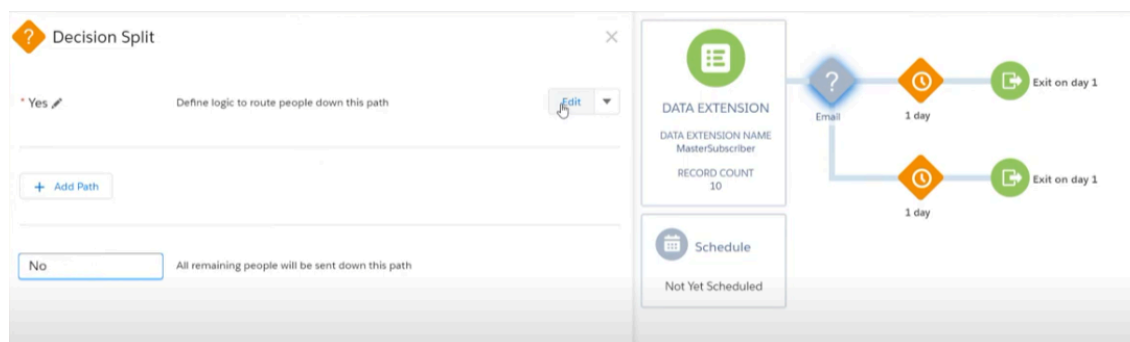 Decision Split
* Yes
Define logic to route people down this path
Edit
+ Add Path
No
All remaining people will be sent down this path
DATA EXTENSION
DATA EXTENSION NAME
MasterSubscriber
RECORD COUNT
10
Schedule
Not Yet Scheduled
Email
1 day
Exit on day 1
1 day
Exit on day 1